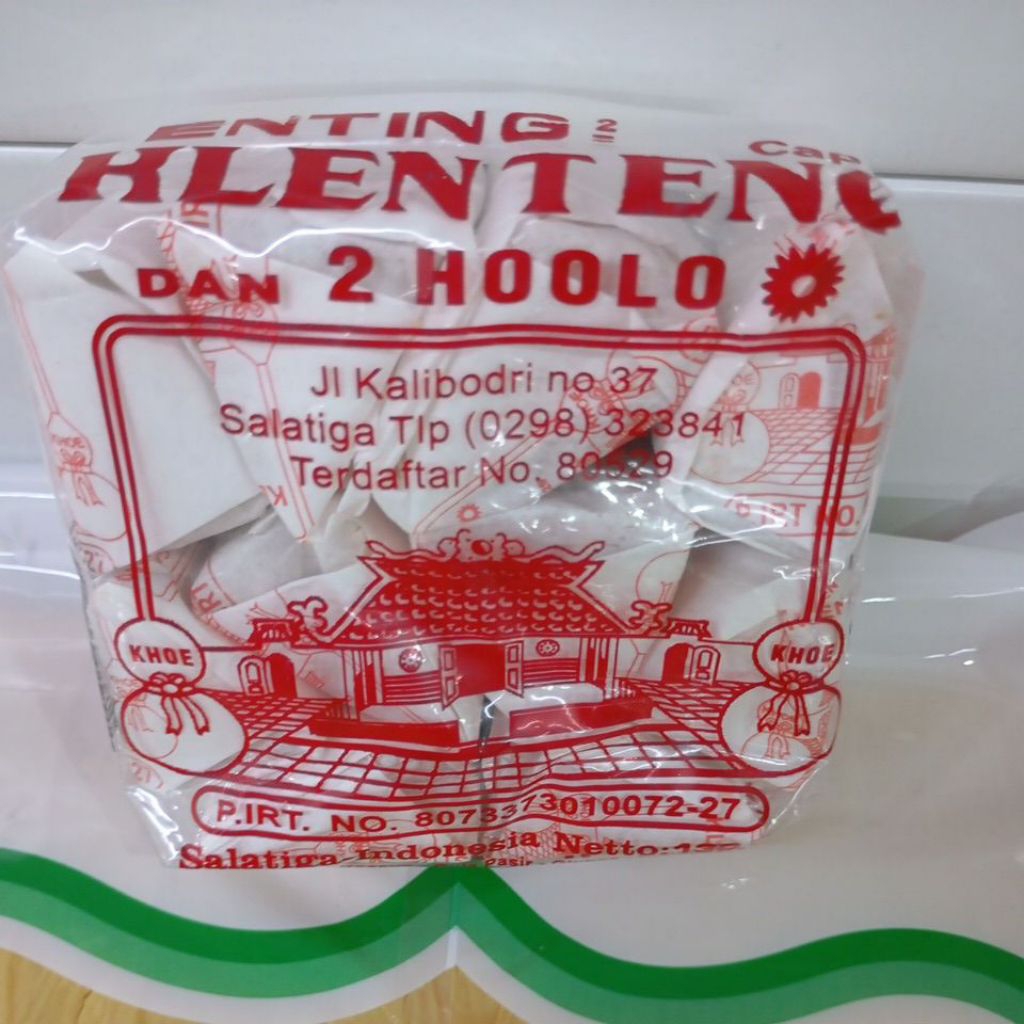 ENTING 2
Cap
KLENTENG
DAN 2 HOOLO
Jl Kalibodri no 37
Salatiga Tlp (0298) 323841
Terdaftar No. 80529
KHOE
KHOE
P.IRT. NO. 8073373010072-27
Salatiga-Indonesia Netto: